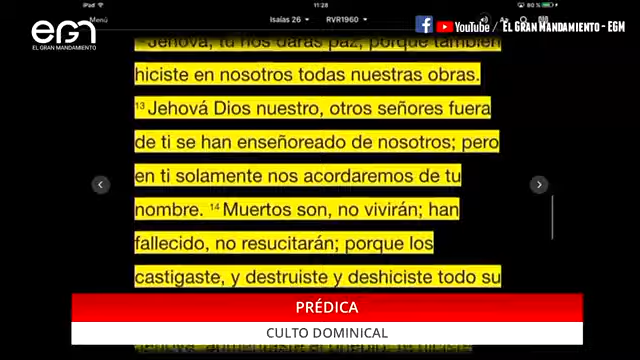 iPad
11:28
80 %
Menú
Isaías 26
RVR1960
YouTube / EL GRAN MANDAMIENTO - EGM
EGM
EL GRAN MANDAMIENTO
Jehová, tú nos darás paz, porque también
hiciste en nosotros todas nuestras obras.
13 Jehová Dios nuestro, otros señores fuera
de ti se han enseñoreado de nosotros; pero
en ti solamente nos acordaremos de tu
nombre. 14 Muertos son, no vivirán; han
fallecido, no resucitarán; porque los
castigaste, y destruiste y deshiciste todo su
PRÉDICA
CULTO DOMINICAL